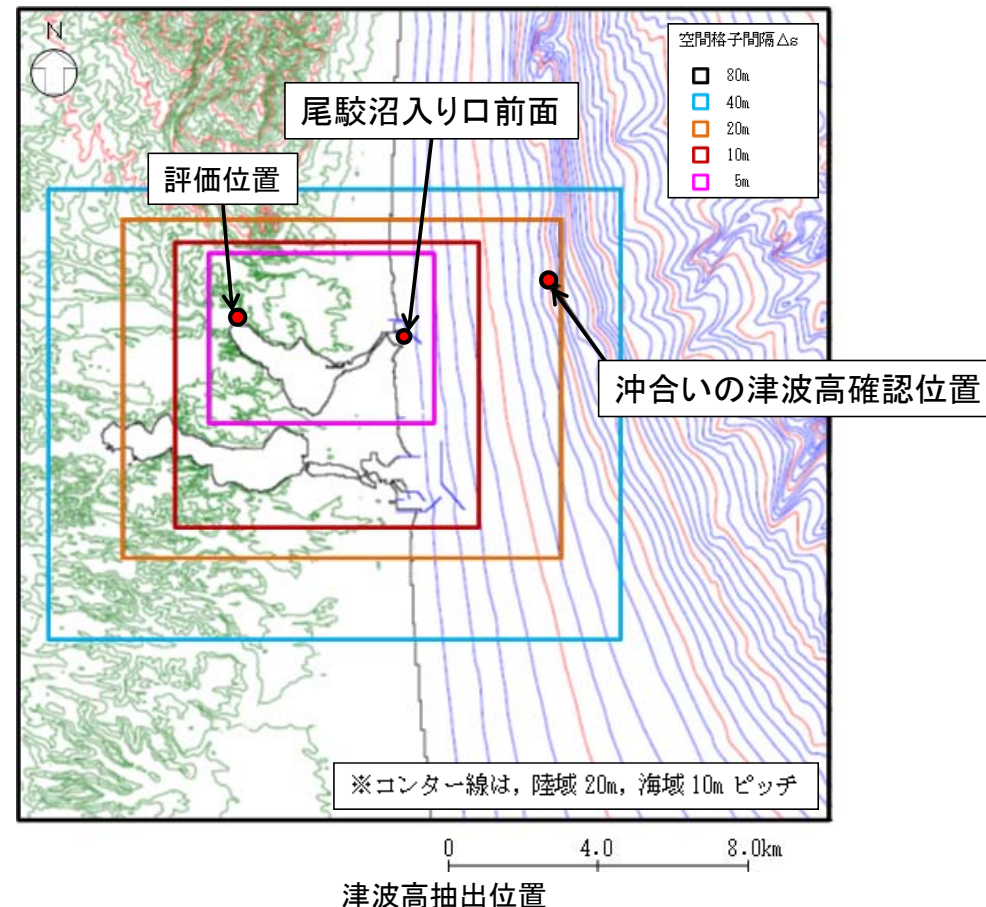 N
空間格子間隔△s
80m
40m
20m
10m
5m
尾駮沼入り口前面
評価位置
沖合いの津波高確認位置
※コンター線は，陸域 20m，海域 10m ピッチ
0 4.0 8.0km
津波高抽出位置